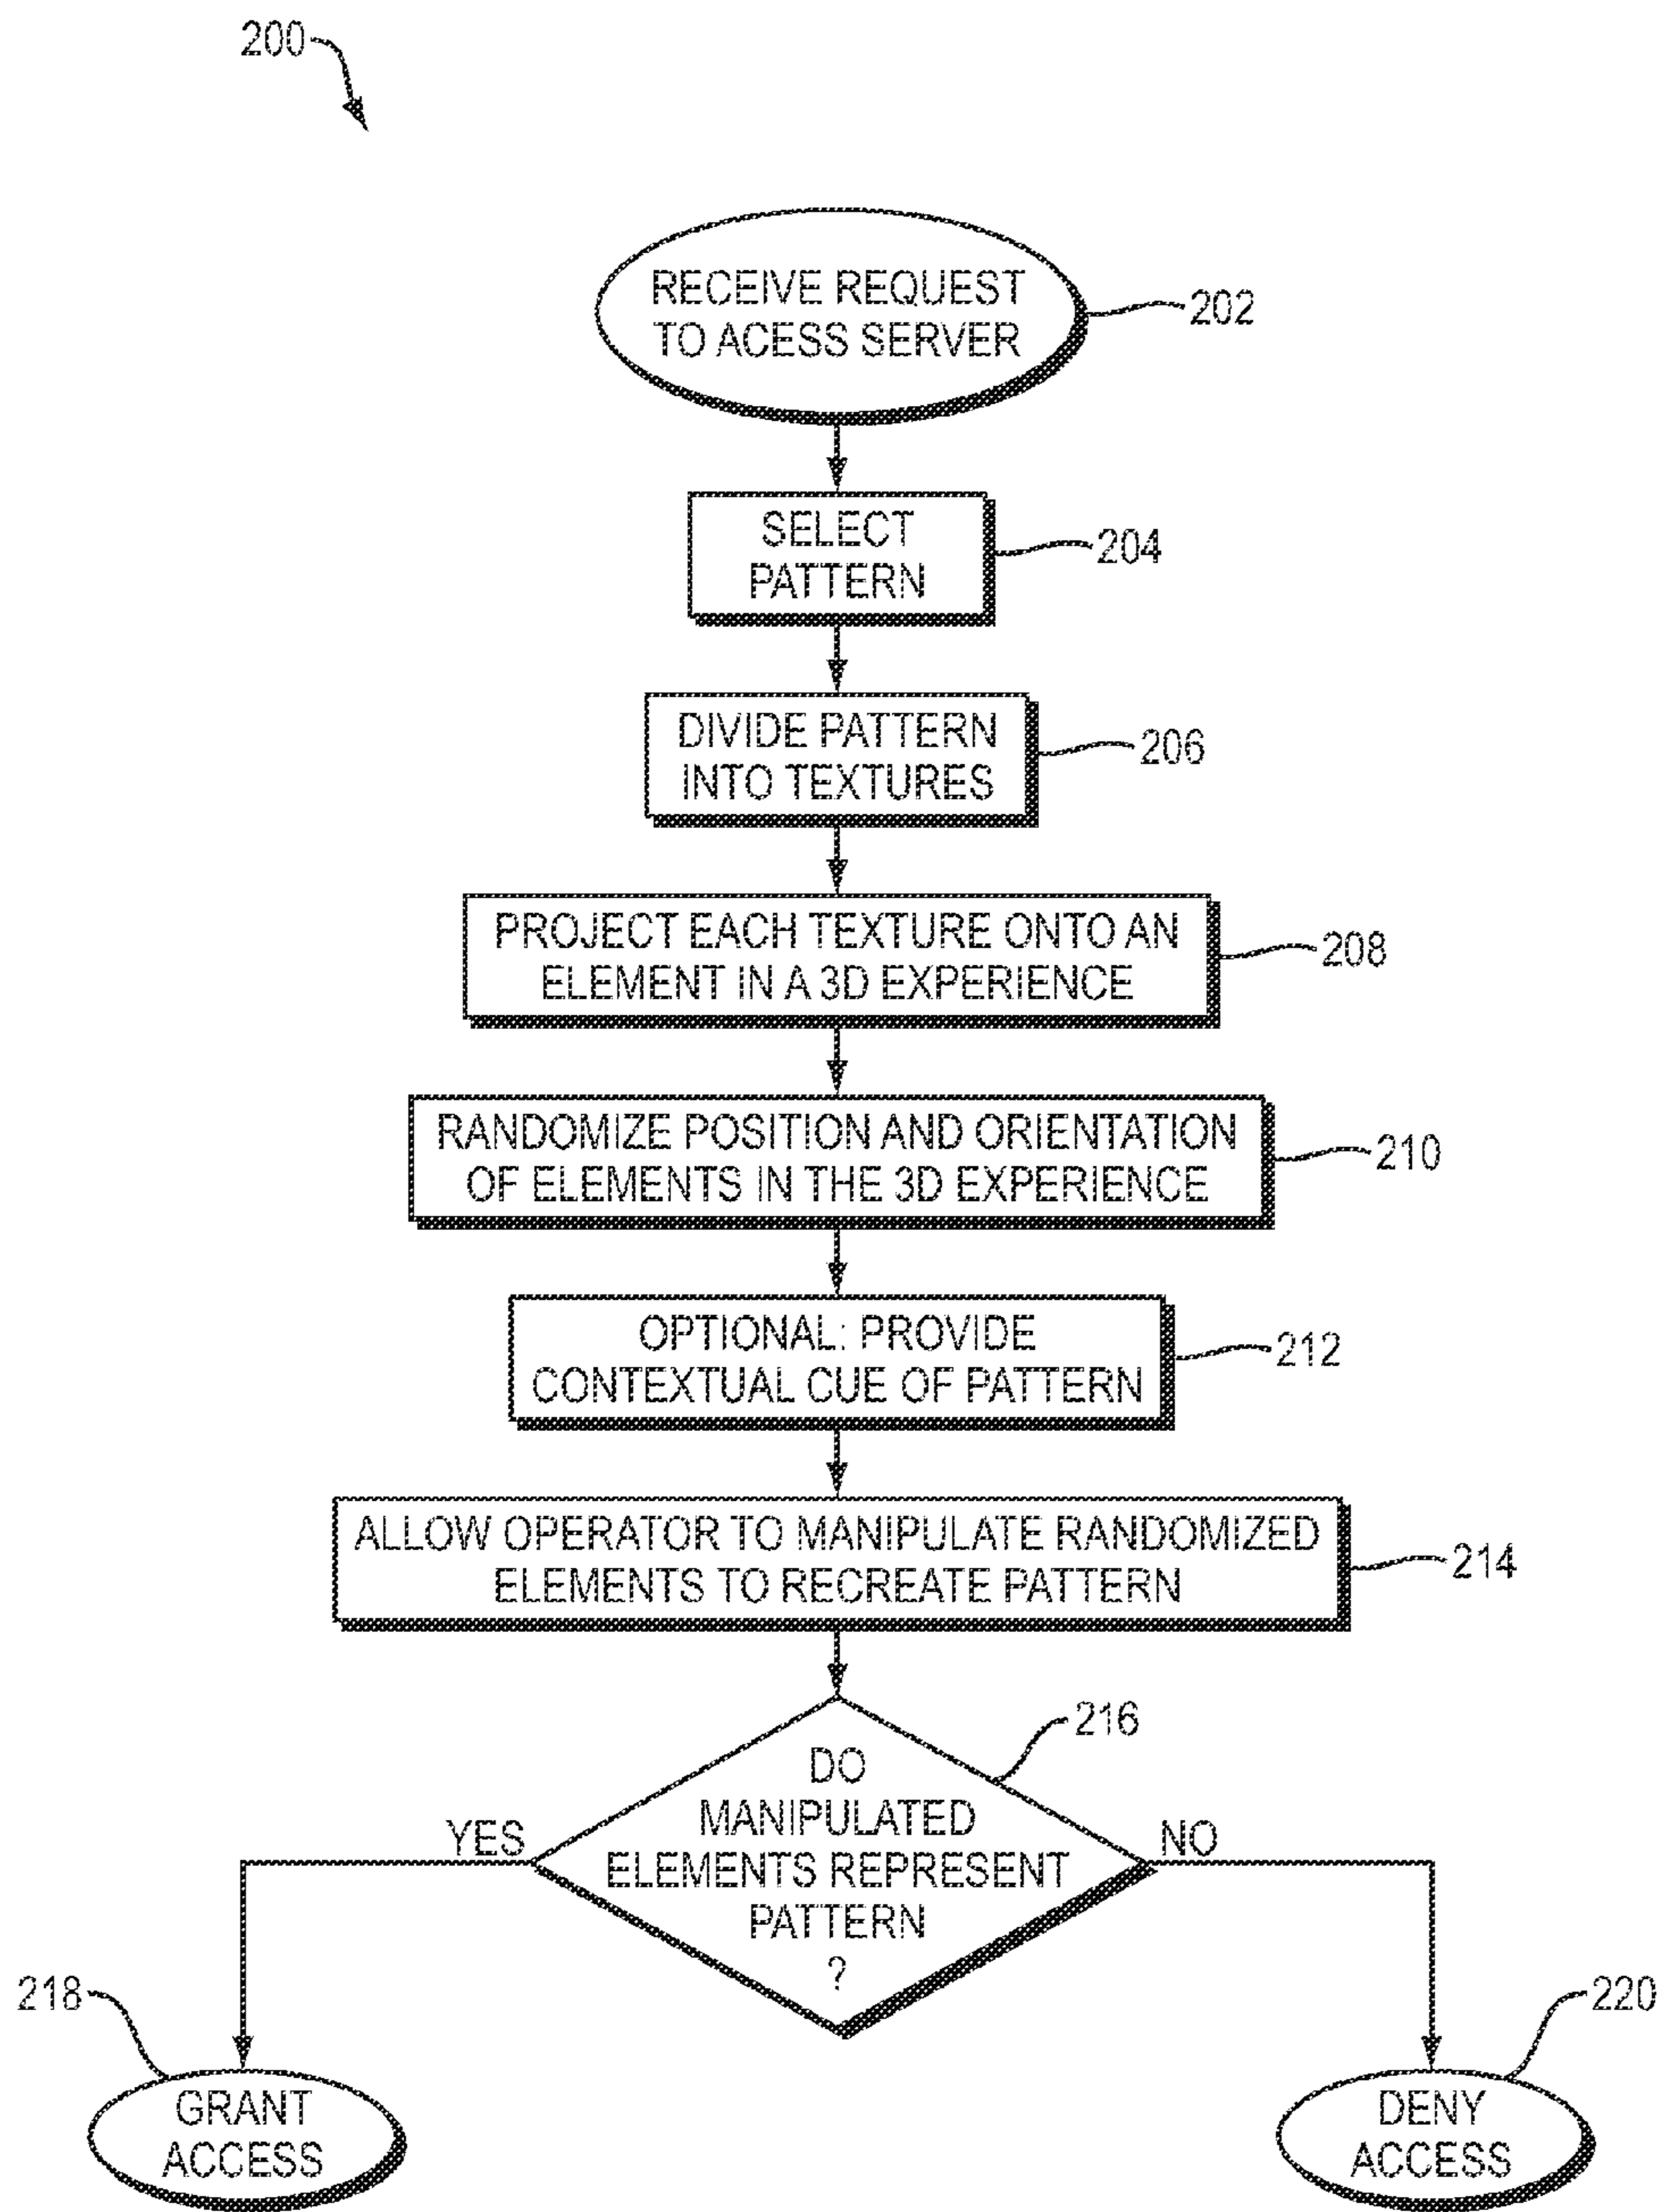 200
RECEIVE REQUEST
TO ACESS SERVER
202
SELECT
PATTERN
204
DIVIDE PATTERN
INTO TEXTURES
206
PROJECT EACH TEXTURE ONTO AN
ELEMENT IN A 3D EXPERIENCE
208
RANDOMIZE POSITION AND ORIENTATION
OF ELEMENTS IN THE 3D EXPERIENCE
210
OPTIONAL: PROVIDE
CONTEXTUAL CUE OF PATTERN
212
ALLOW OPERATOR TO MANIPULATE RANDOMIZED
ELEMENTS TO RECREATE PATTERN
214
216
DO
MANIPULATED
ELEMENTS REPRESENT
PATTERN
?
YES
NO
218
GRANT
ACCESS
220
DENY
ACCESS